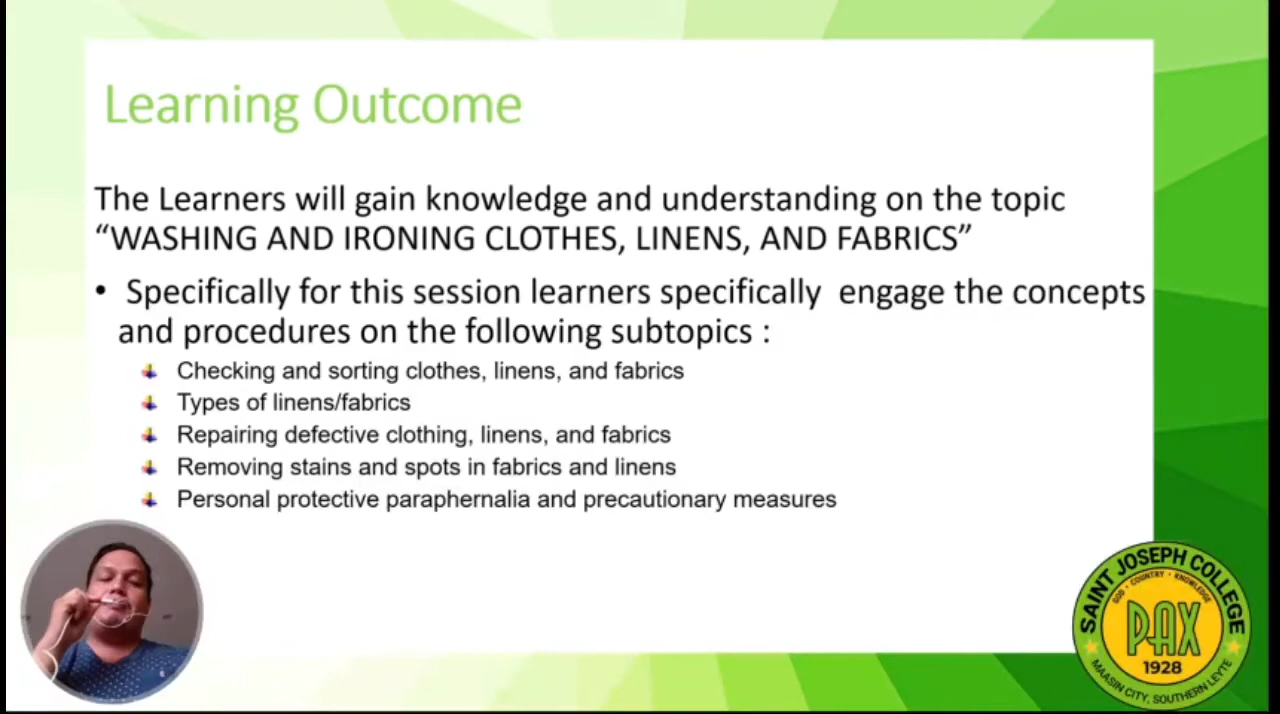 Learning Outcome
The Learners will gain knowledge and understanding on the topic
“WASHING AND IRONING CLOTHES, LINENS, AND FABRICS”
• Specifically for this session learners specifically  engage the concepts
and procedures on the following subtopics :
Checking and sorting clothes, linens, and fabrics
Types of linens/fabrics
Repairing defective clothing, linens, and fabrics
Removing stains and spots in fabrics and linens
Personal protective paraphernalia and precautionary measures
SAINT JOSEPH COLLEGE
GOD • COUNTRY • KNOWLEDGE
PAX
1928
MAASIN CITY, SOUTHERN LEYTE